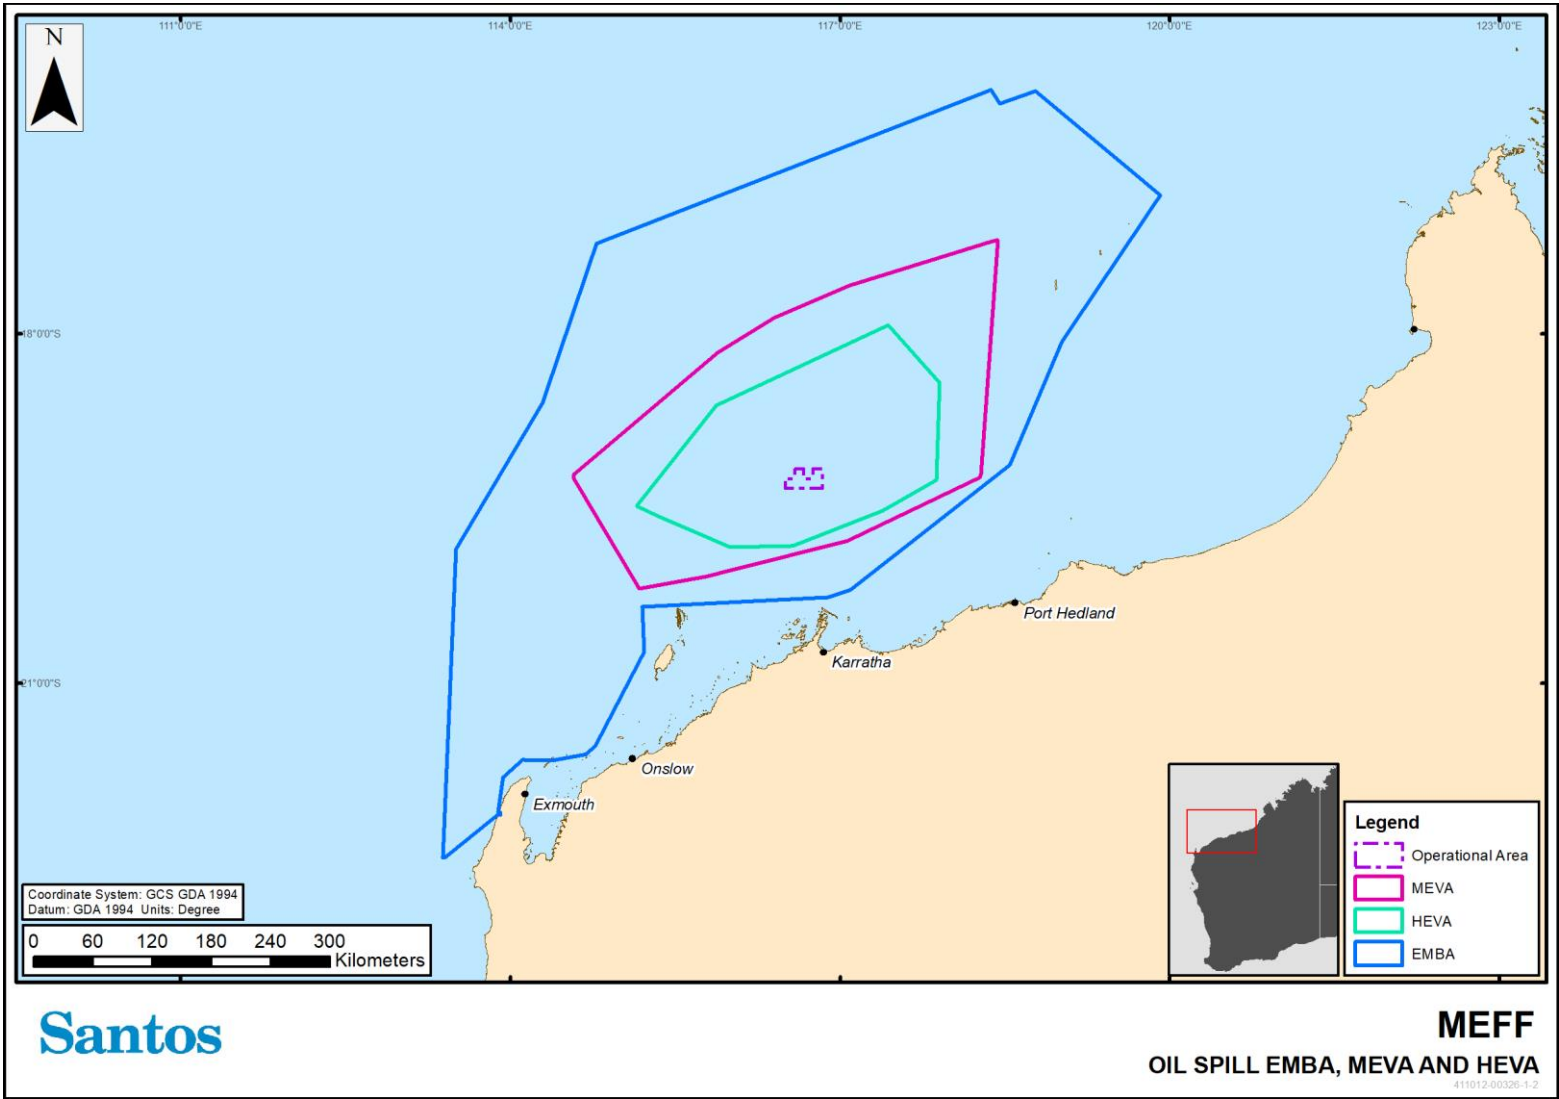 111°0'0"E
114°0'0"E
117°0'0"E
120°0'0"E
123°0'0"E
N
18°0'0"S
21°0'0"S
Port Hedland
Karratha
Onslow
Exmouth
Coordinate System: GCS GDA 1994
Datum: GDA 1994 Units: Degree
0 60 120 180 240 300
Kilometers
Legend
Operational Area
MEVA
HEVA
EMBA
Santos
MEFF
OIL SPILL EMBA, MEVA AND HEVA
411012-00326-1-2